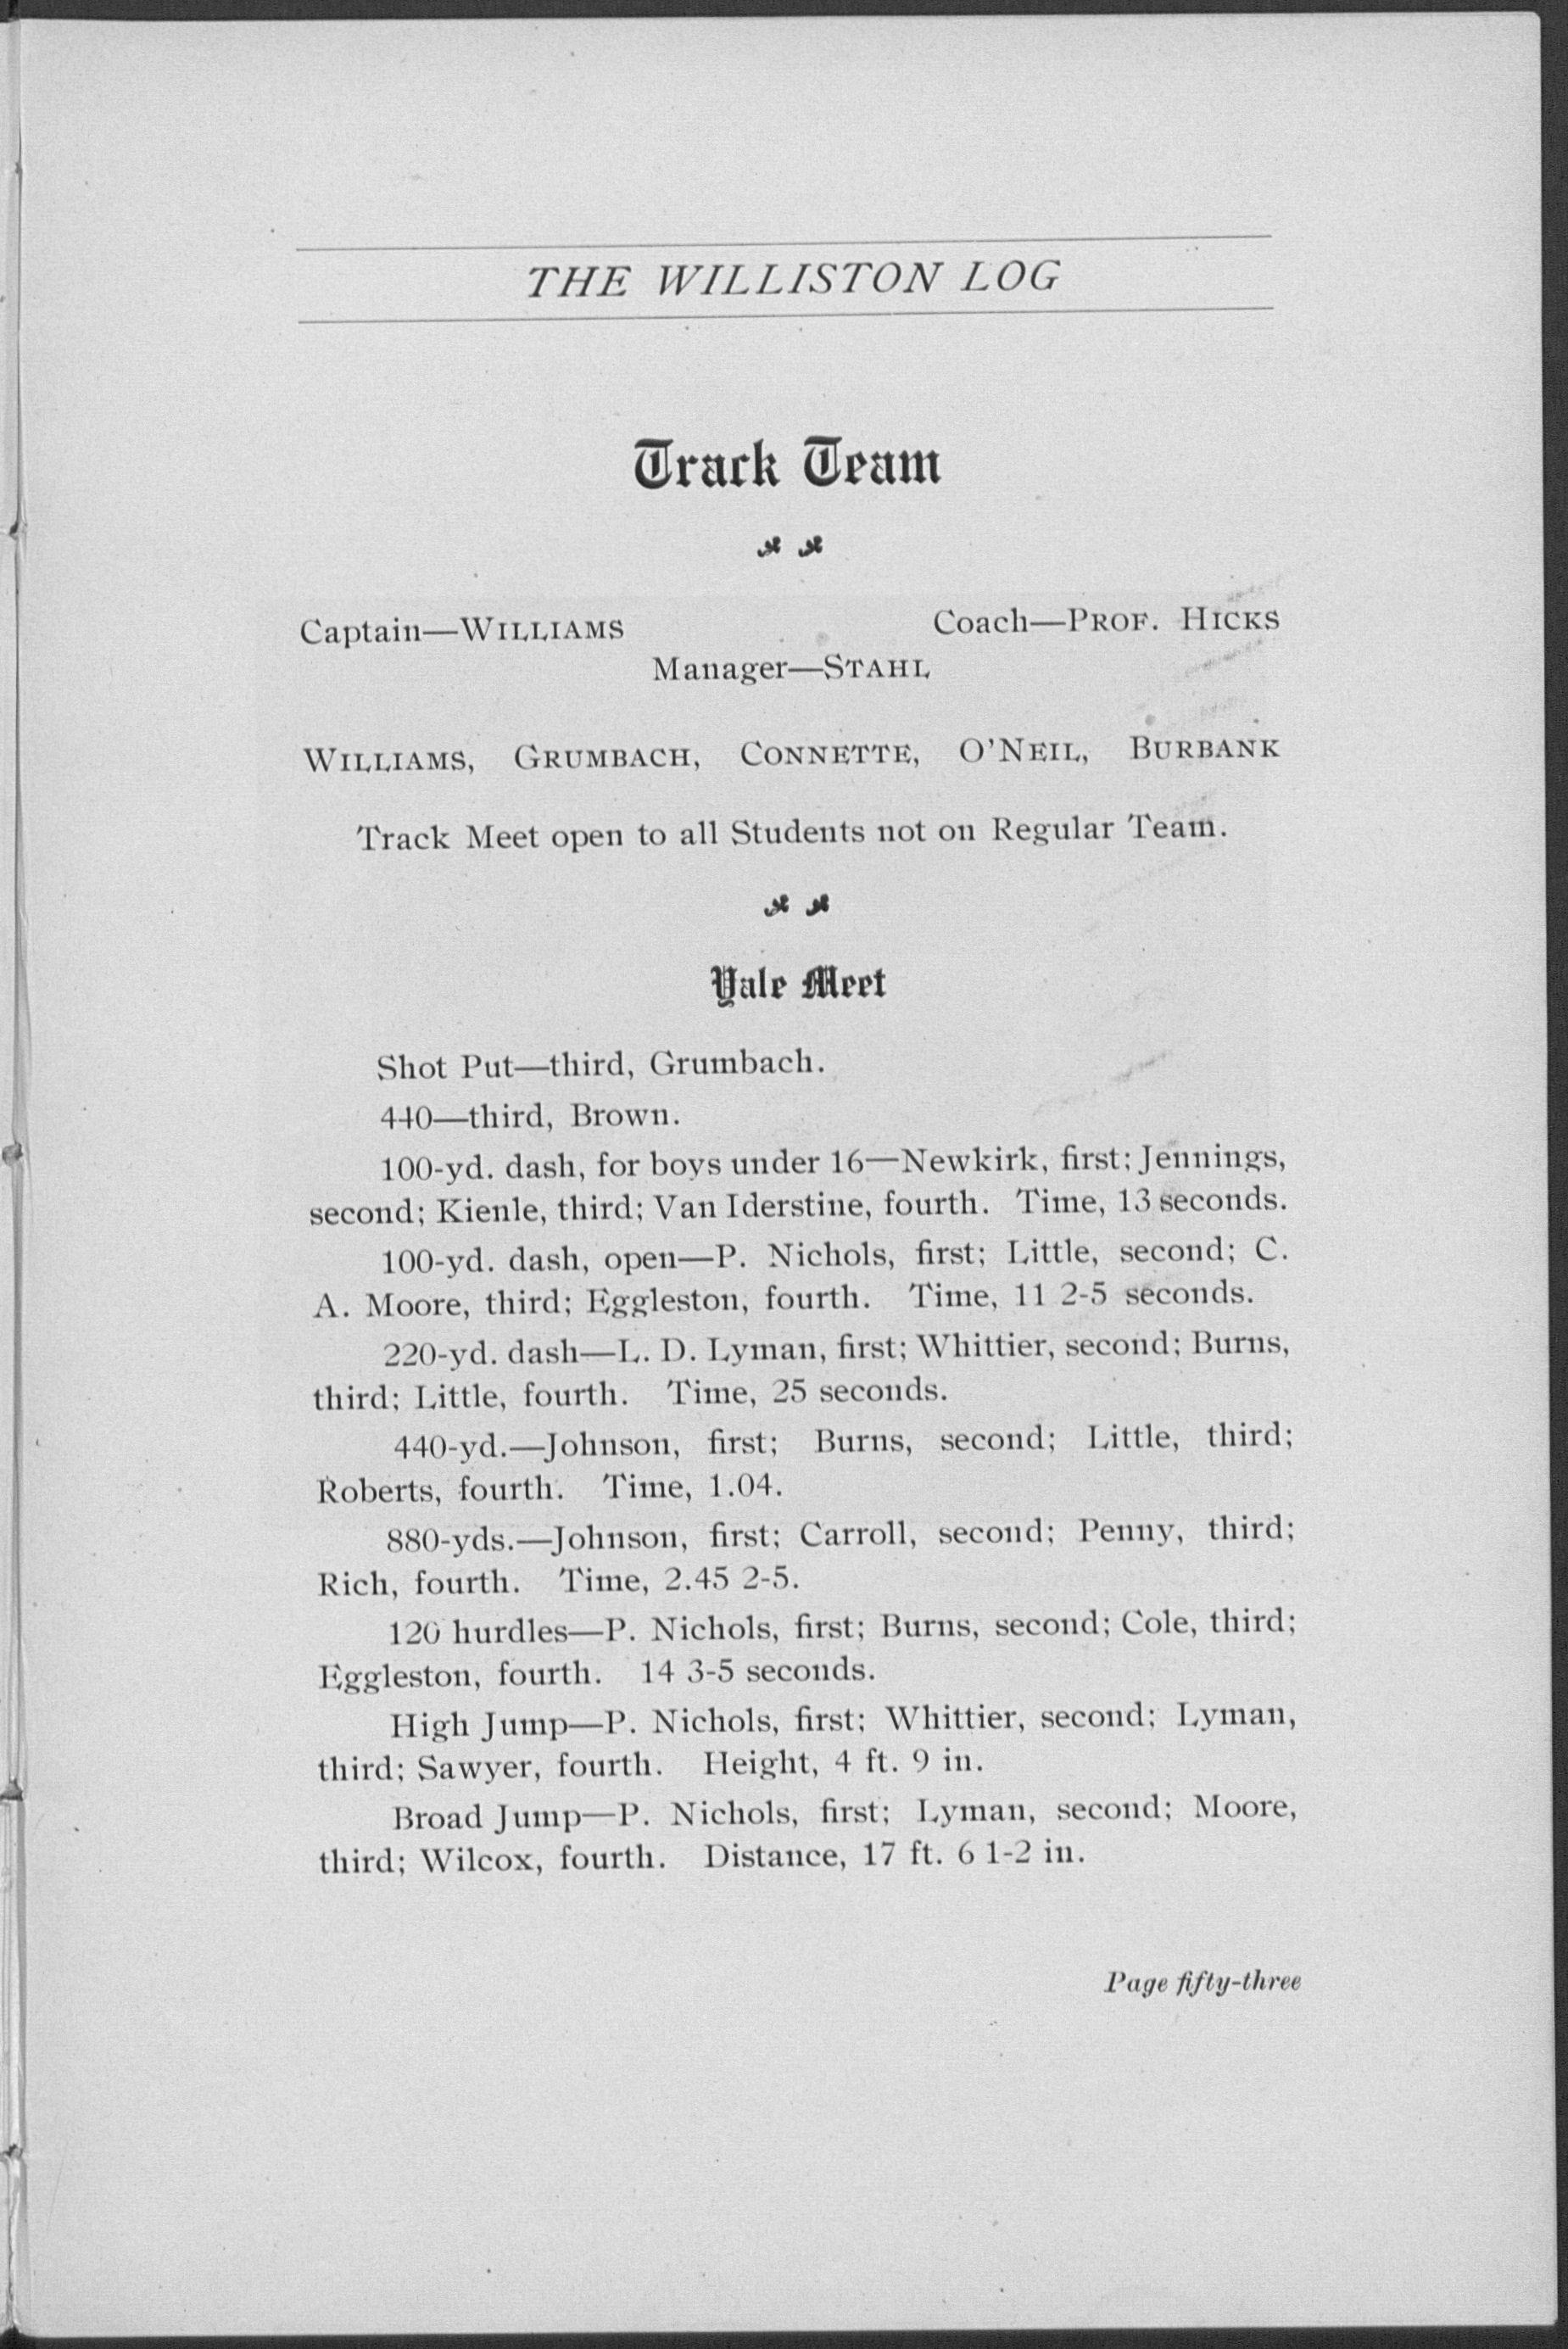 THE WILLISTON LOG
Track Team
Captain—WILLIAMS Coach—PROF. HICKS
Manager—STAHL
WILLIAMS, GRUMBACH, CONNETTE, O'NEIL, BURBANK
Track Meet open to all Students not on Regular Team.
Yale Meet
Shot Put—third, Grumbach.
440—third, Brown.
100-yd. dash, for boys under 16—Newkirk, first; Jennings,
second; Kienle, third; Van Iderstine, fourth. Time, 13 seconds.
100-yd. dash, open—P. Nichols, first; Little, second; C.
A. Moore, third; Eggleston, fourth. Time, 11 2-5 seconds.
220-yd. dash—L. D. Lyman, first; Whittier, second; Burns,
third; Little, fourth. Time, 25 seconds.
440-yd.—Johnson, first; Burns, second; Little, third;
Roberts, fourth. Time, 1.04.
880-yds.—Johnson, first; Carroll, second; Penny, third;
Rich, fourth. Time, 2.45 2-5.
120 hurdles—P. Nichols, first; Burns, second; Cole, third;
Eggleston, fourth. 14 3-5 seconds.
High Jump—P. Nichols, first; Whittier, second; Lyman,
third; Sawyer, fourth. Height, 4 ft. 9 in.
Broad Jump—P. Nichols, first; Lyman, second; Moore,
third; Wilcox, fourth. Distance, 17 ft. 6 1-2 in.
Page fifty-three